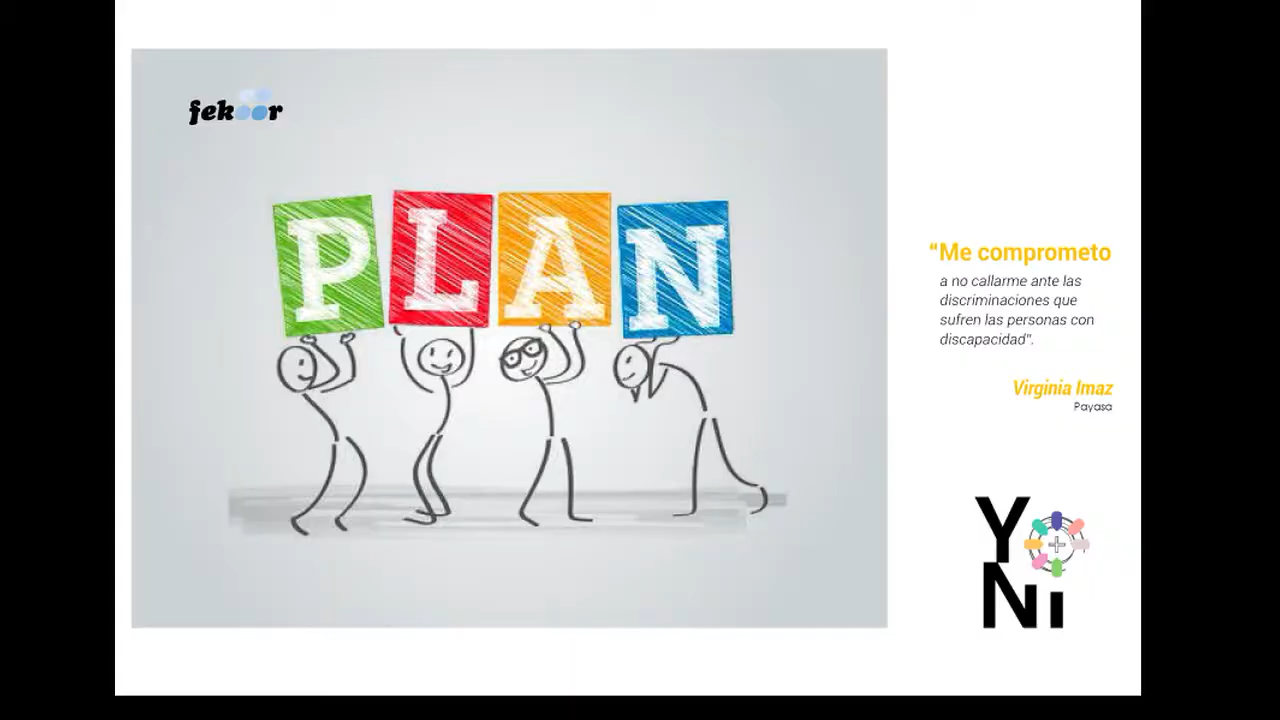 fekoor
PLAN
“Me comprometo
a no callarme ante las
discriminaciones que
sufren las personas con
discapacidad”.
Virginia Imaz
Payasa
YO
Ni